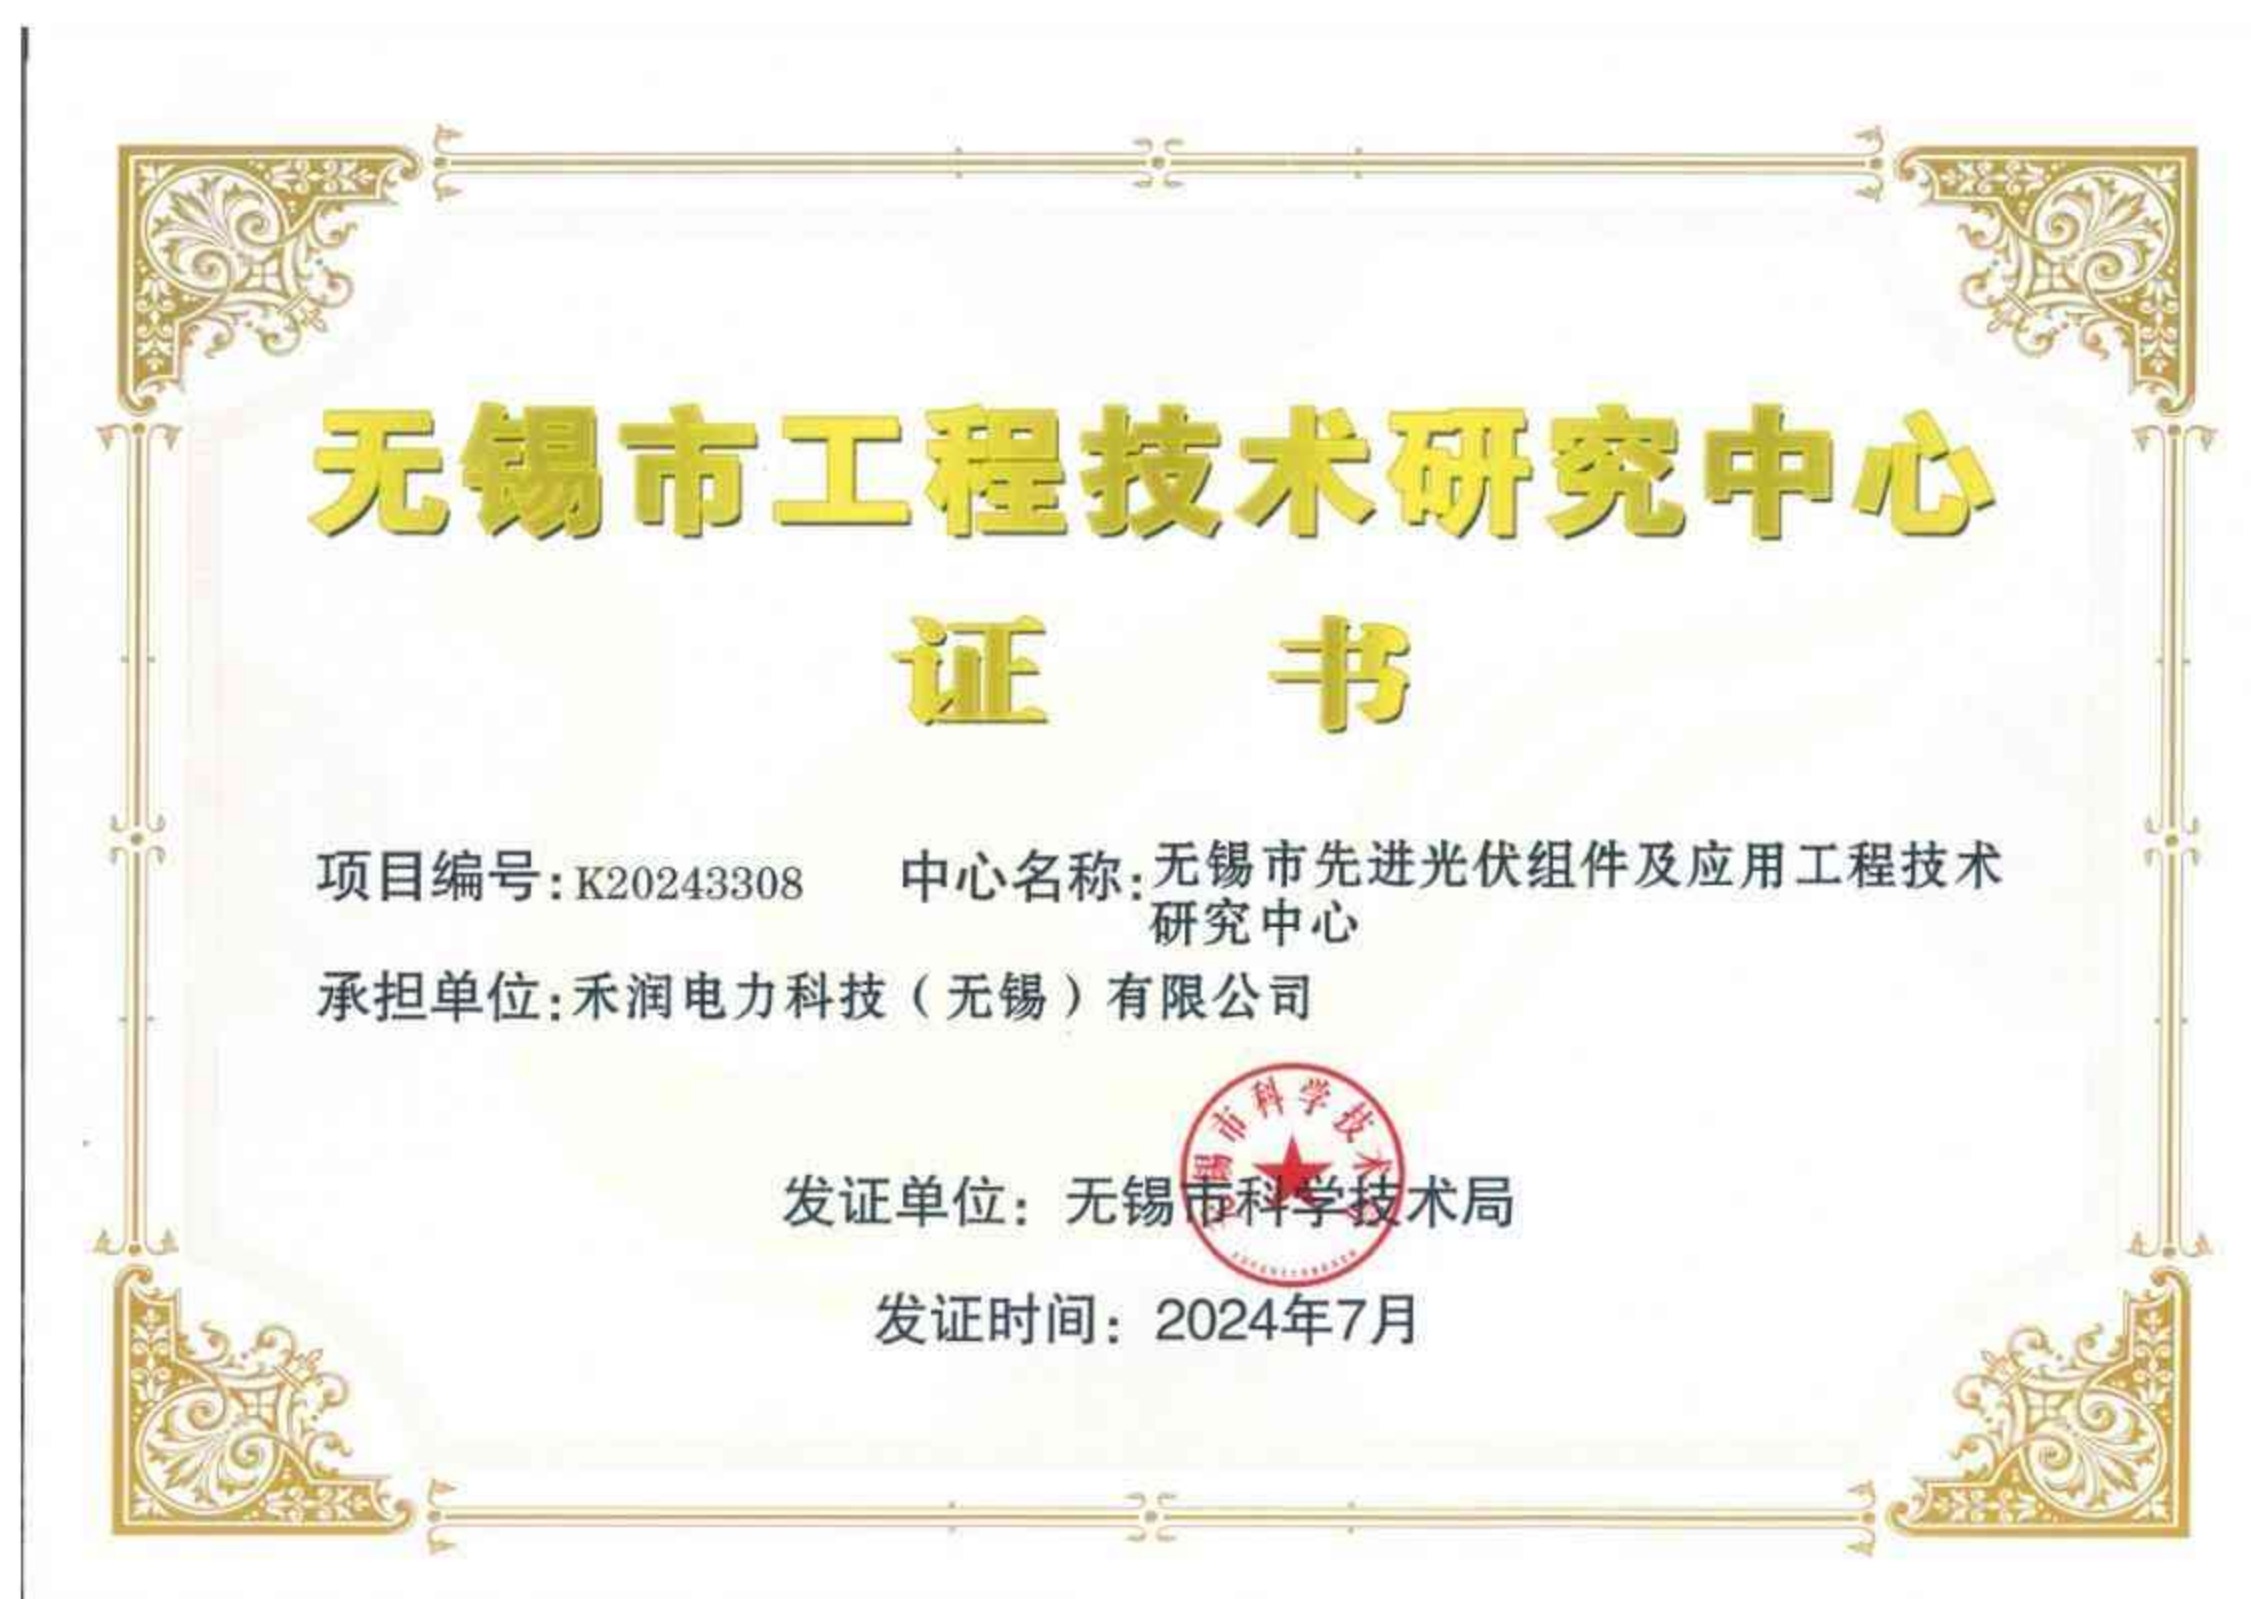 无锡市工程技术研究中心
证 书
项目编号:K20243308 中心名称:无锡市先进光伏组件及应用工程技术
研究中心
承担单位:禾润电力科技（无锡）有限公司
锡市科学技术
发证单位：无锡市科学技术局
发证时间：2024年7月